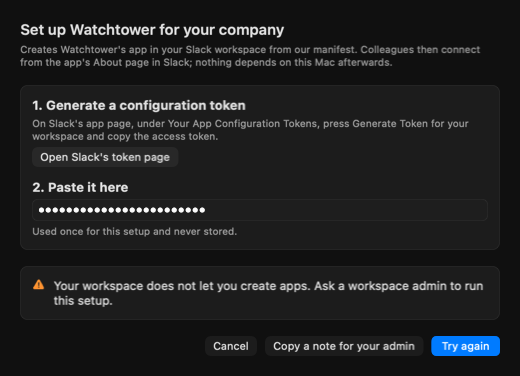 Set up Watchtower for your company
Creates Watchtower's app in your Slack workspace from our manifest. Colleagues then connect
from the app's About page in Slack; nothing depends on this Mac afterwards.
1. Generate a configuration token
On Slack's app page, under Your App Configuration Tokens, press Generate Token for your
workspace and copy the access token.
Open Slack's token page
2. Paste it here
••••••••••••••••••••••••
Used once for this setup and never stored.
Your workspace does not let you create apps. Ask a workspace admin to run
this setup.
Cancel
Copy a note for your admin
Try again